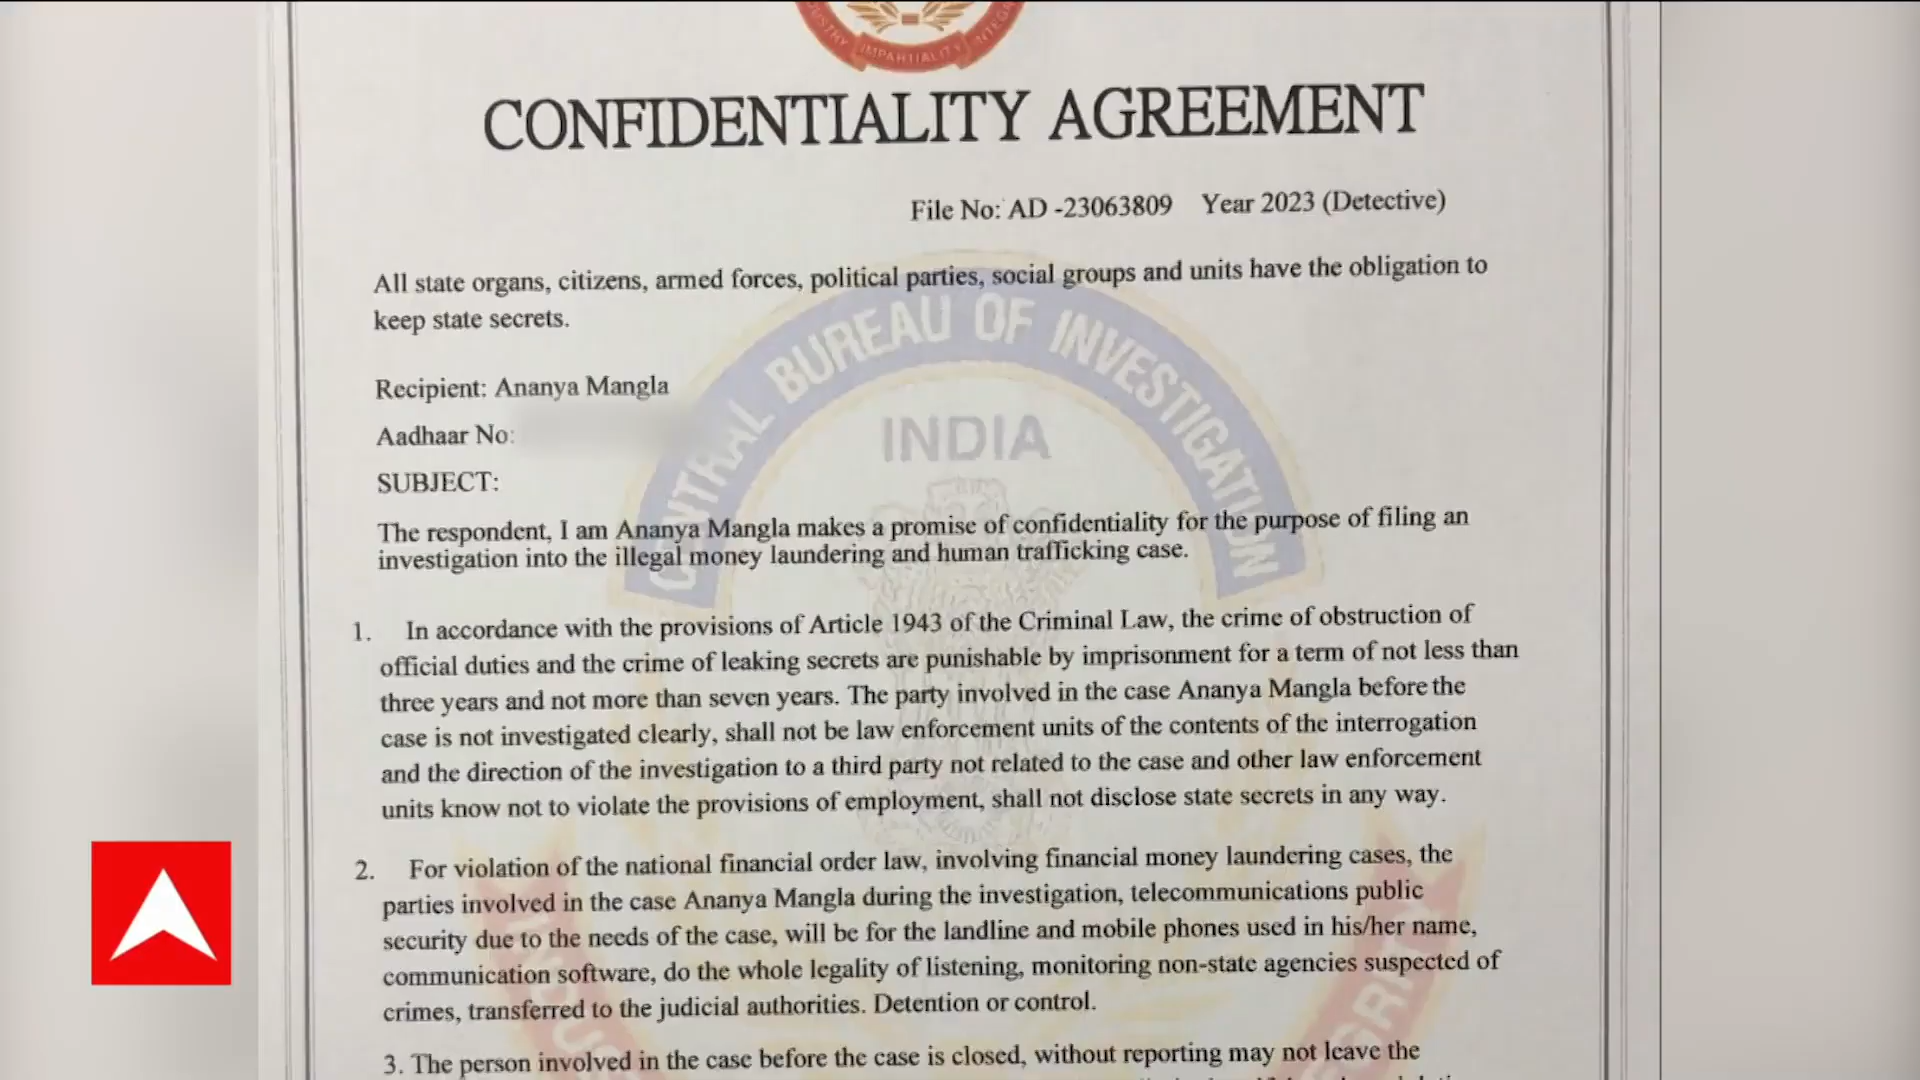 INDUSTRY IMPARTIALITY INTEGRITY
CONFIDENTIALITY AGREEMENT
File No: AD -23063809 Year 2023 (Detective)
All state organs, citizens, armed forces, political parties, social groups and units have the obligation to
keep state secrets.
CENTRAL BUREAU OF INVESTIGATION
INDIA
Recipient: Ananya Mangla
Aadhaar No:
SUBJECT:
The respondent, I am Ananya Mangla makes a promise of confidentiality for the purpose of filing an
investigation into the illegal money laundering and human trafficking case.
1. In accordance with the provisions of Article 1943 of the Criminal Law, the crime of obstruction of
official duties and the crime of leaking secrets are punishable by imprisonment for a term of not less than
three years and not more than seven years. The party involved in the case Ananya Mangla before the
case is not investigated clearly, shall not be law enforcement units of the contents of the interrogation
and the direction of the investigation to a third party not related to the case and other law enforcement
units know not to violate the provisions of employment, shall not disclose state secrets in any way.
2. For violation of the national financial order law, involving financial money laundering cases, the
parties involved in the case Ananya Mangla during the investigation, telecommunications public
security due to the needs of the case, will be for the landline and mobile phones used in his/her name,
communication software, do the whole legality of listening, monitoring non-state agencies suspected of
crimes, transferred to the judicial authorities. Detention or control.
3. The person involved in the case before the case is closed, without reporting may not leave the